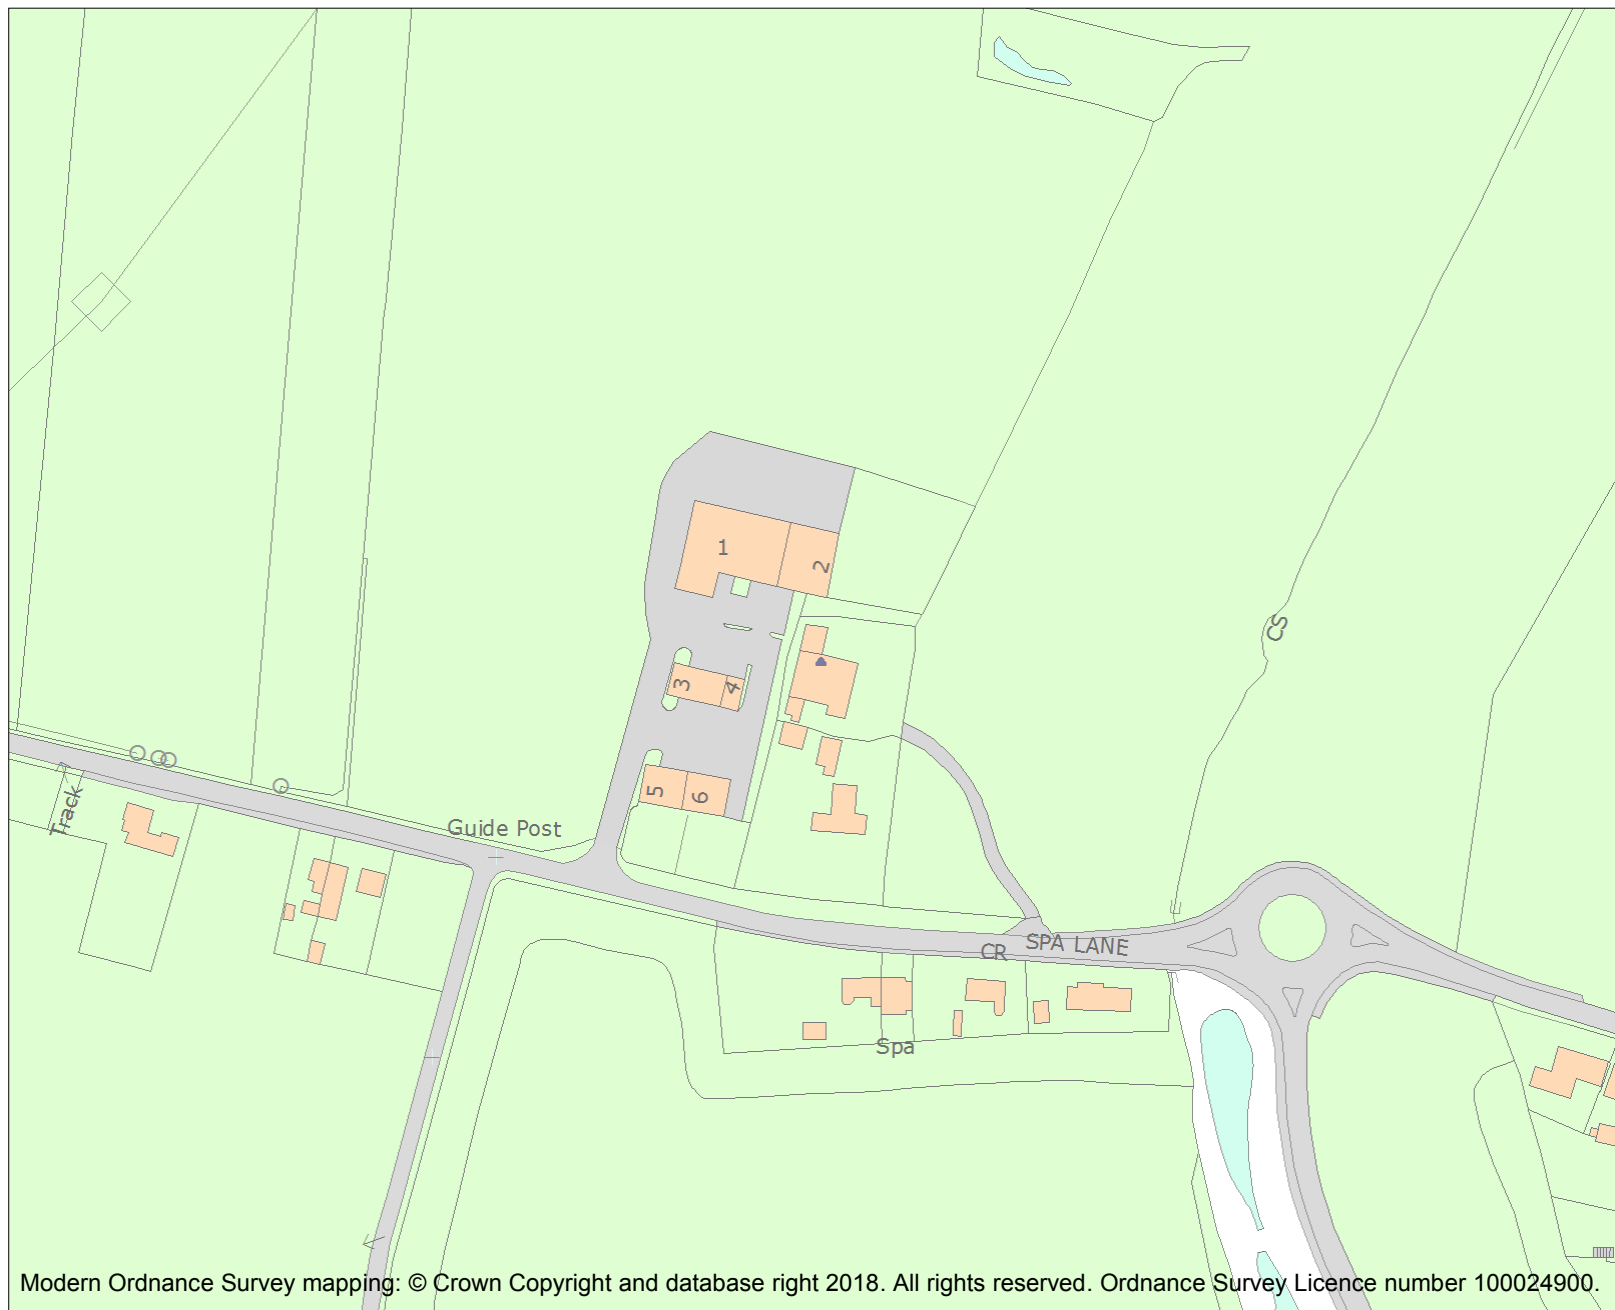 1
2
CS
3
4
5
6
Track
Guide Post
CR
SPA LANE
Spa
Modern Ordnance Survey mapping: © Crown Copyright and database right 2018. All rights reserved. Ordnance Survey Licence number 100024900.